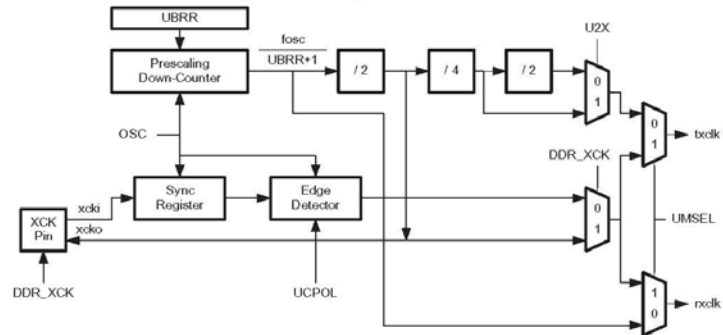 UBRR
U2X
fosc
Prescaling
Down-Counter
UBRR+1
/ 2
/ 4
/ 2
0
1
OSC
0
1
txclk
DDR_XCK
xcki
Sync
Register
Edge
Detector
0
1
UMSEL
XCK
Pin
xcko
DDR_XCK
UCPOL
1
0
rxclk